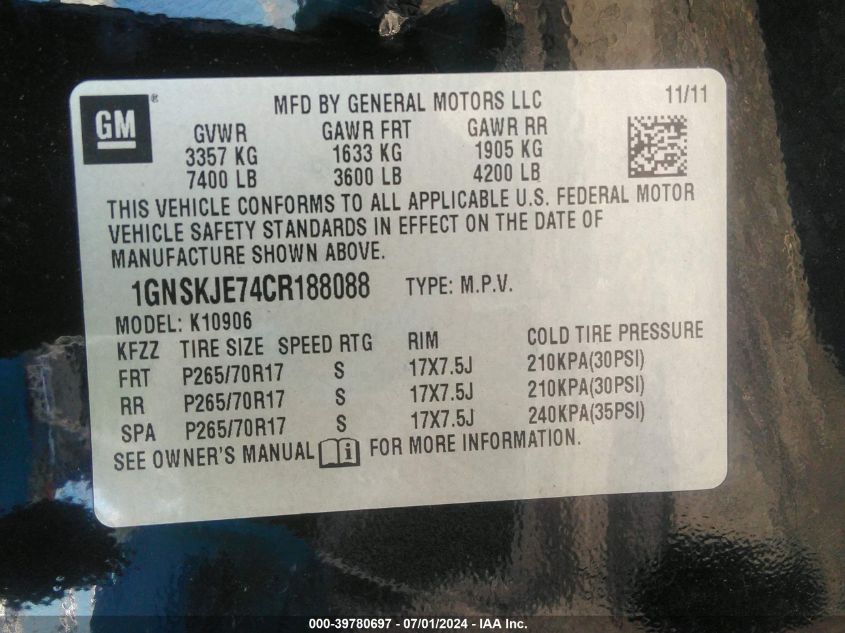 GM ® MFD BY GENERAL MOTORS LLC 11/11
GVWR GAWR FRT GAWR RR
3357 KG 1633 KG 1905 KG
7400 LB 3600 LB 4200 LB
THIS VEHICLE CONFORMS TO ALL APPLICABLE U.S. FEDERAL MOTOR
VEHICLE SAFETY STANDARDS IN EFFECT ON THE DATE OF
MANUFACTURE SHOWN ABOVE.
1GNSKJE74CR188088 TYPE: M.P.V.
MODEL: K10906
KFZZ TIRE SIZE SPEED RTG RIM COLD TIRE PRESSURE
FRT P265/70R17 S 17X7.5J 210KPA(30PSI)
RR P265/70R17 S 17X7.5J 210KPA(30PSI)
SPA P265/70R17 S 17X7.5J 240KPA(35PSI)
SEE OWNER'S MANUAL i FOR MORE INFORMATION.
000-39780697 - 07/01/2024 - IAA Inc.